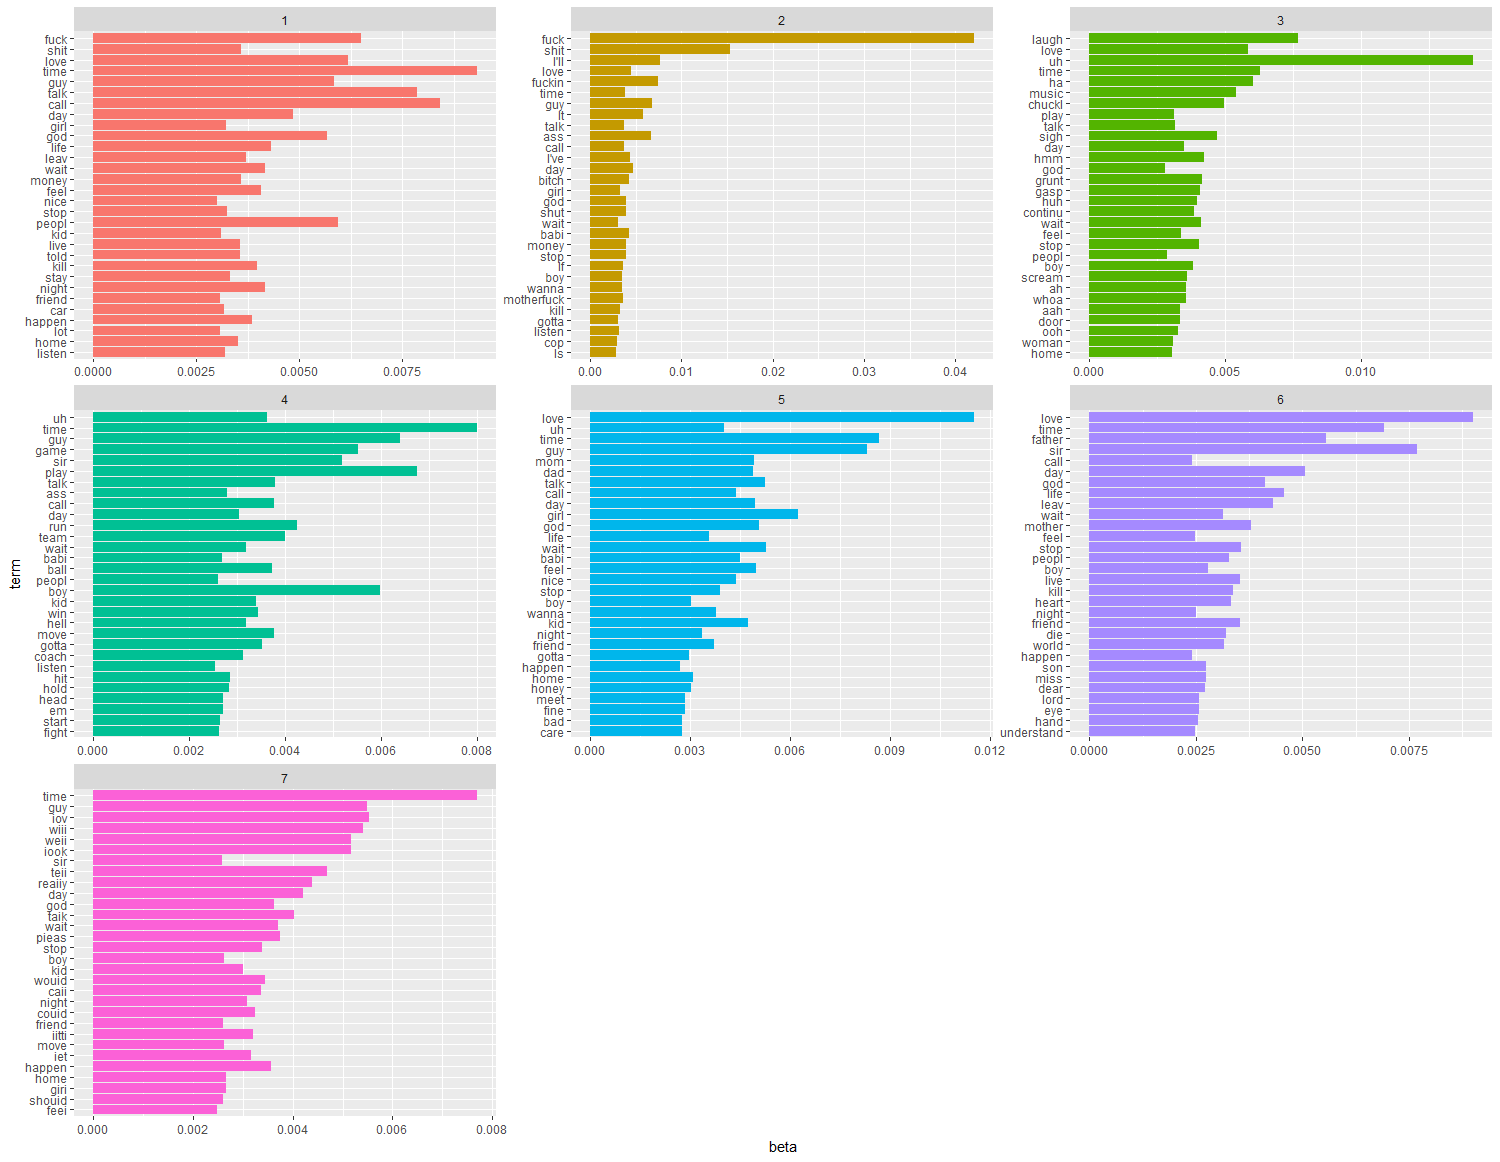 1
fuck
shit
love
time
guy
talk
call
day
girl
god
life
leav
wait
money
feel
nice
stop
peopl
kid
live
told
kill
stay
night
friend
car
happen
lot
home
listen
0.0000 0.0025 0.0050 0.0075
2
fuck
shit
I'll
love
fuckin
time
guy
It
talk
ass
call
I've
day
bitch
girl
god
shut
wait
babi
money
stop
If
boy
wanna
motherfuck
kill
gotta
listen
cop
Is
0.00 0.01 0.02 0.03 0.04
3
laugh
love
uh
time
ha
music
chuckl
play
talk
sigh
day
hmm
god
grunt
gasp
huh
continu
wait
feel
stop
peopl
boy
scream
ah
whoa
aah
door
ooh
woman
home
0.000 0.005 0.010
4
uh
time
guy
game
sir
play
talk
ass
call
day
run
team
wait
babi
ball
peopl
boy
kid
win
hell
move
gotta
coach
listen
hit
hold
head
em
start
fight
0.000 0.002 0.004 0.006 0.008
5
love
uh
time
guy
mom
dad
talk
call
day
girl
god
life
wait
babi
feel
nice
stop
boy
wanna
kid
night
friend
gotta
happen
home
honey
meet
fine
bad
care
0.000 0.003 0.006 0.009 0.012
6
love
time
father
sir
call
day
god
life
leav
wait
mother
feel
stop
peopl
boy
live
kill
heart
night
friend
die
world
happen
son
miss
dear
lord
eye
hand
understand
0.0000 0.0025 0.0050 0.0075
7
time
guy
iov
wiii
weii
iook
sir
teii
reaiiy
day
god
taik
wait
pieas
stop
boy
kid
wouid
caii
night
couid
friend
iitti
move
iet
happen
home
giri
shouid
feei
0.000 0.002 0.004 0.006 0.008
term
beta